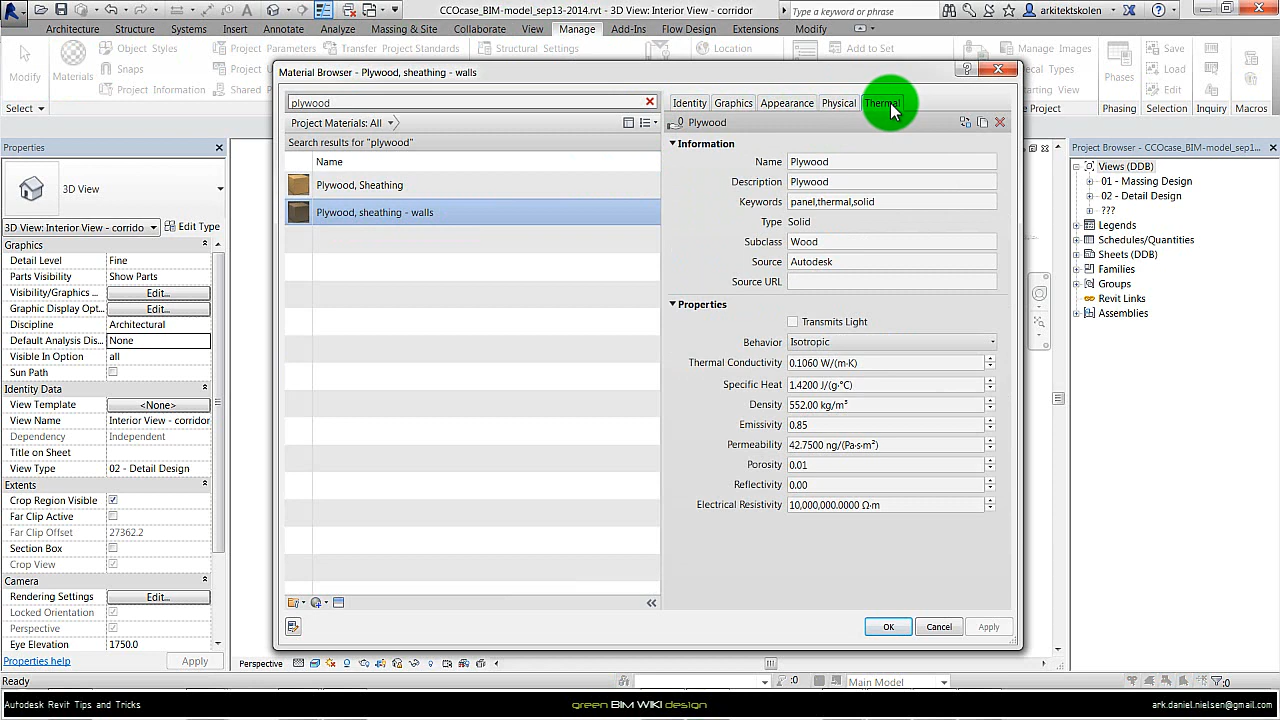 CCOcase_BIM-model_sep13-2014.rvt - 3D View: Interior View - corridor
Type a keyword or phrase
arkitektskolen
Architecture Structure Systems Insert Annotate Analyze Massing & Site Collaborate View Manage Add-Ins Flow Design Extensions Modify
Modify
Materials
Object Styles
Snaps
Project Information
Project Parameters
Transfer Project Standards
Structural Settings
Location
Add to Set
Manage Images
Phases
Save
Load
Edit
Select
Phasing Selection Inquiry Macros
Material Browser - Plywood, sheathing - walls
plywood
Project Materials: All
Search results for "plywood"
Name
Plywood, Sheathing
Plywood, sheathing - walls
Identity Graphics Appearance Physical Thermal
Plywood
Information
Name Plywood
Description Plywood
Keywords panel,thermal,solid
Type Solid
Subclass Wood
Source Autodesk
Source URL
Properties
Transmits Light
Behavior Isotropic
Thermal Conductivity 0.1060 W/(m·K)
Specific Heat 1.4200 J/(g·°C)
Density 552.00 kg/m³
Emissivity 0.85
Permeability 42.7500 ng/(Pa·s·m²)
Porosity 0.01
Reflectivity 0.00
Electrical Resistivity 10,000,000.0000 Ω·m
OK Cancel Apply
Properties
3D View
3D View: Interior View - corrido
Edit Type
Graphics
Detail Level Fine
Parts Visibility Show Parts
Visibility/Graphics ... Edit...
Graphic Display Opt... Edit...
Discipline Architectural
Default Analysis Dis... None
Visible In Option all
Sun Path
Identity Data
View Template <None>
View Name Interior View - corridor
Dependency Independent
Title on Sheet
View Type 02 - Detail Design
Extents
Crop Region Visible
Far Clip Active
Far Clip Offset 27362.2
Section Box
Crop View
Camera
Rendering Settings Edit...
Locked Orientation
Perspective
Eye Elevation 1750.0
Properties help
Apply
Project Browser - CCOcase_BIM-model_sep1...
Views (DDB)
01 - Massing Design
02 - Detail Design
???
Legends
Schedules/Quantities
Sheets (DDB)
Families
Groups
Revit Links
Assemblies
Perspective
Ready
:0
Main Model
:0
Autodesk Revit Tips and Tricks
green BIM WIKI design
ark.daniel.nielsen@gmail.com